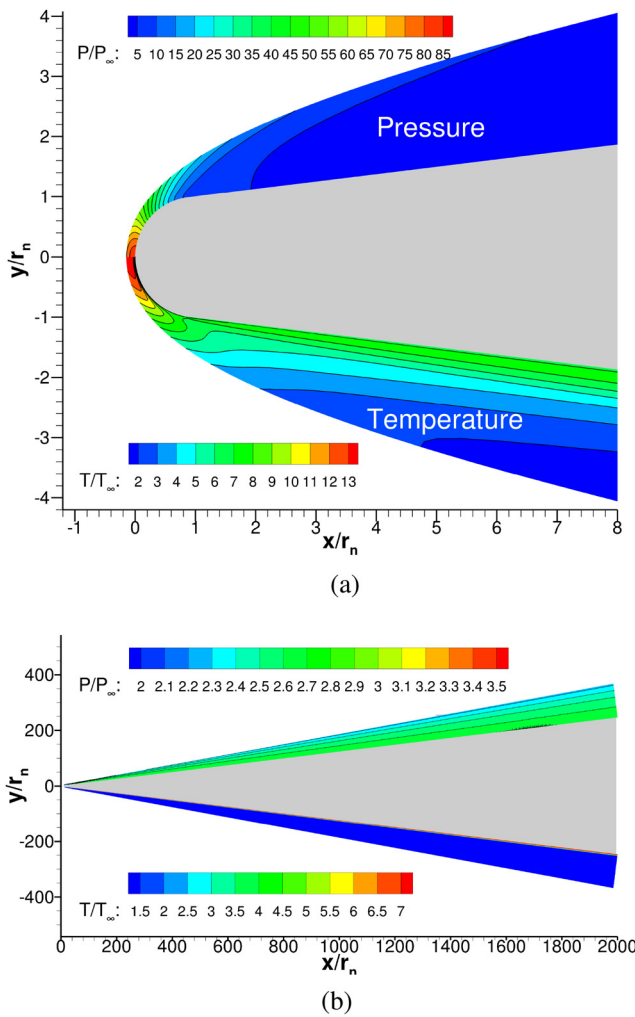 P/P∞: 5 10 15 20 25 30 35 40 45 50 55 60 65 70 75 80 85
4
3
2
1
0
-1
-2
-3
-4
y/rn
Pressure
Temperature
T/T∞: 2 3 4 5 6 7 8 9 10 11 12 13
-1 0 1 2 3 4 5 6 7 8
x/rn
(a)
P/P∞: 2 2.1 2.2 2.3 2.4 2.5 2.6 2.7 2.8 2.9 3 3.1 3.2 3.3 3.4 3.5
400
200
0
-200
-400
y/rn
T/T∞: 1.5 2 2.5 3 3.5 4 4.5 5 5.5 6 6.5 7
0 200 400 600 800 1000 1200 1400 1600 1800 2000
x/rn
(b)